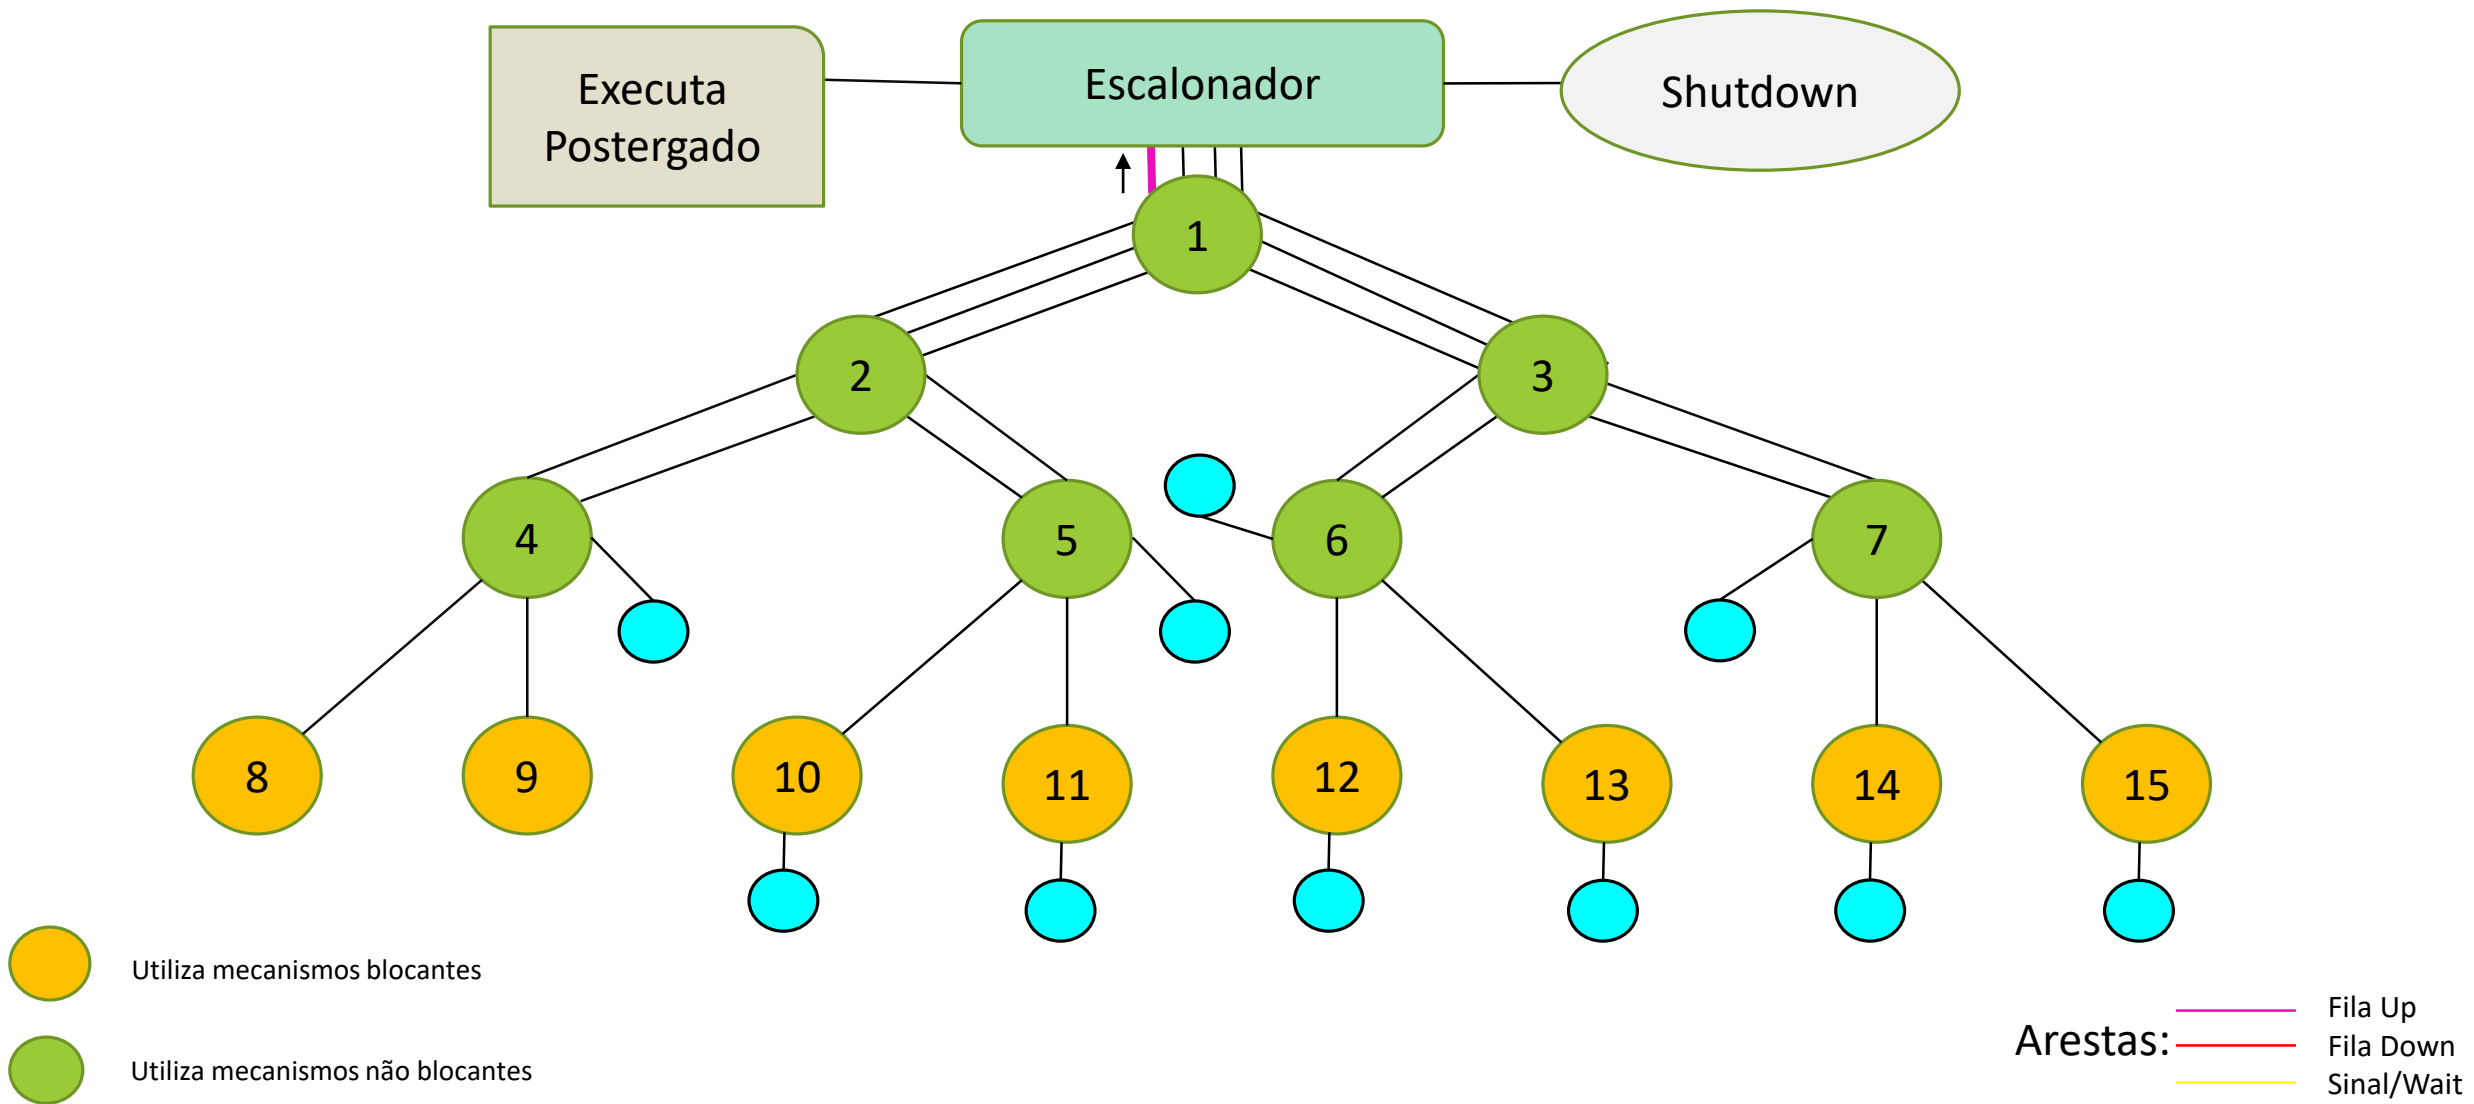 Executa
Postergado
Escalonador
Shutdown
1
2
3
4
5
6
7
8
9
10
11
12
13
14
15
Utiliza mecanismos blocantes
Utiliza mecanismos não blocantes
Arestas:
Fila Up
Fila Down
Sinal/Wait